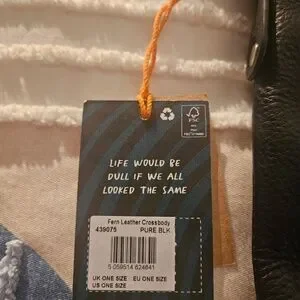 FSC
LIFE WOULD BE
DULL IF WE ALL
LOOKED THE SAME
Fern Leather Crossbody
439075 PURE BLK
5 059514 624641
UK ONE SIZE EU ONE SIZE
US ONE SIZE